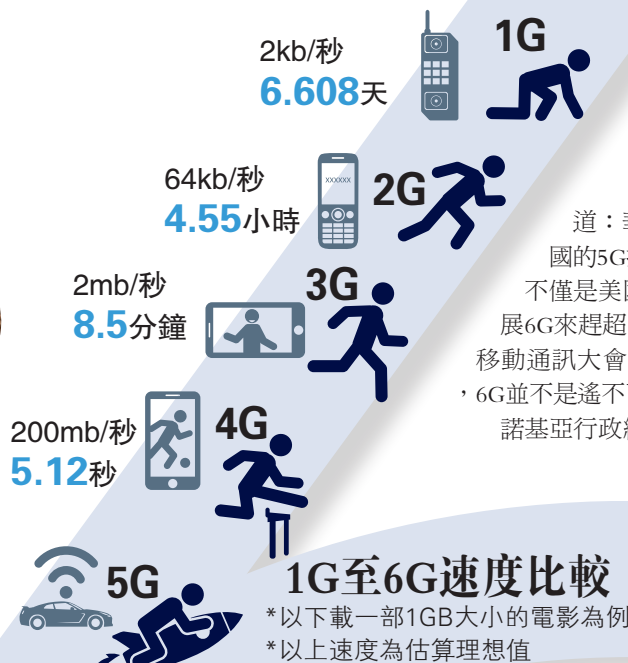 1G
2kb/秒
6.608天
2G
64kb/秒
4.55小時
xxxxxx
3G
2mb/秒
8.5分鐘
4G
200mb/秒
5.12秒
5G
道：
國的5G
不僅是美
展6G來趕超
移動通訊大會
，6G並不是遙不
諾基亞行政
1G至6G速度比較
*以下載一部1GB大小的電影為例
*以上速度為估算理想值